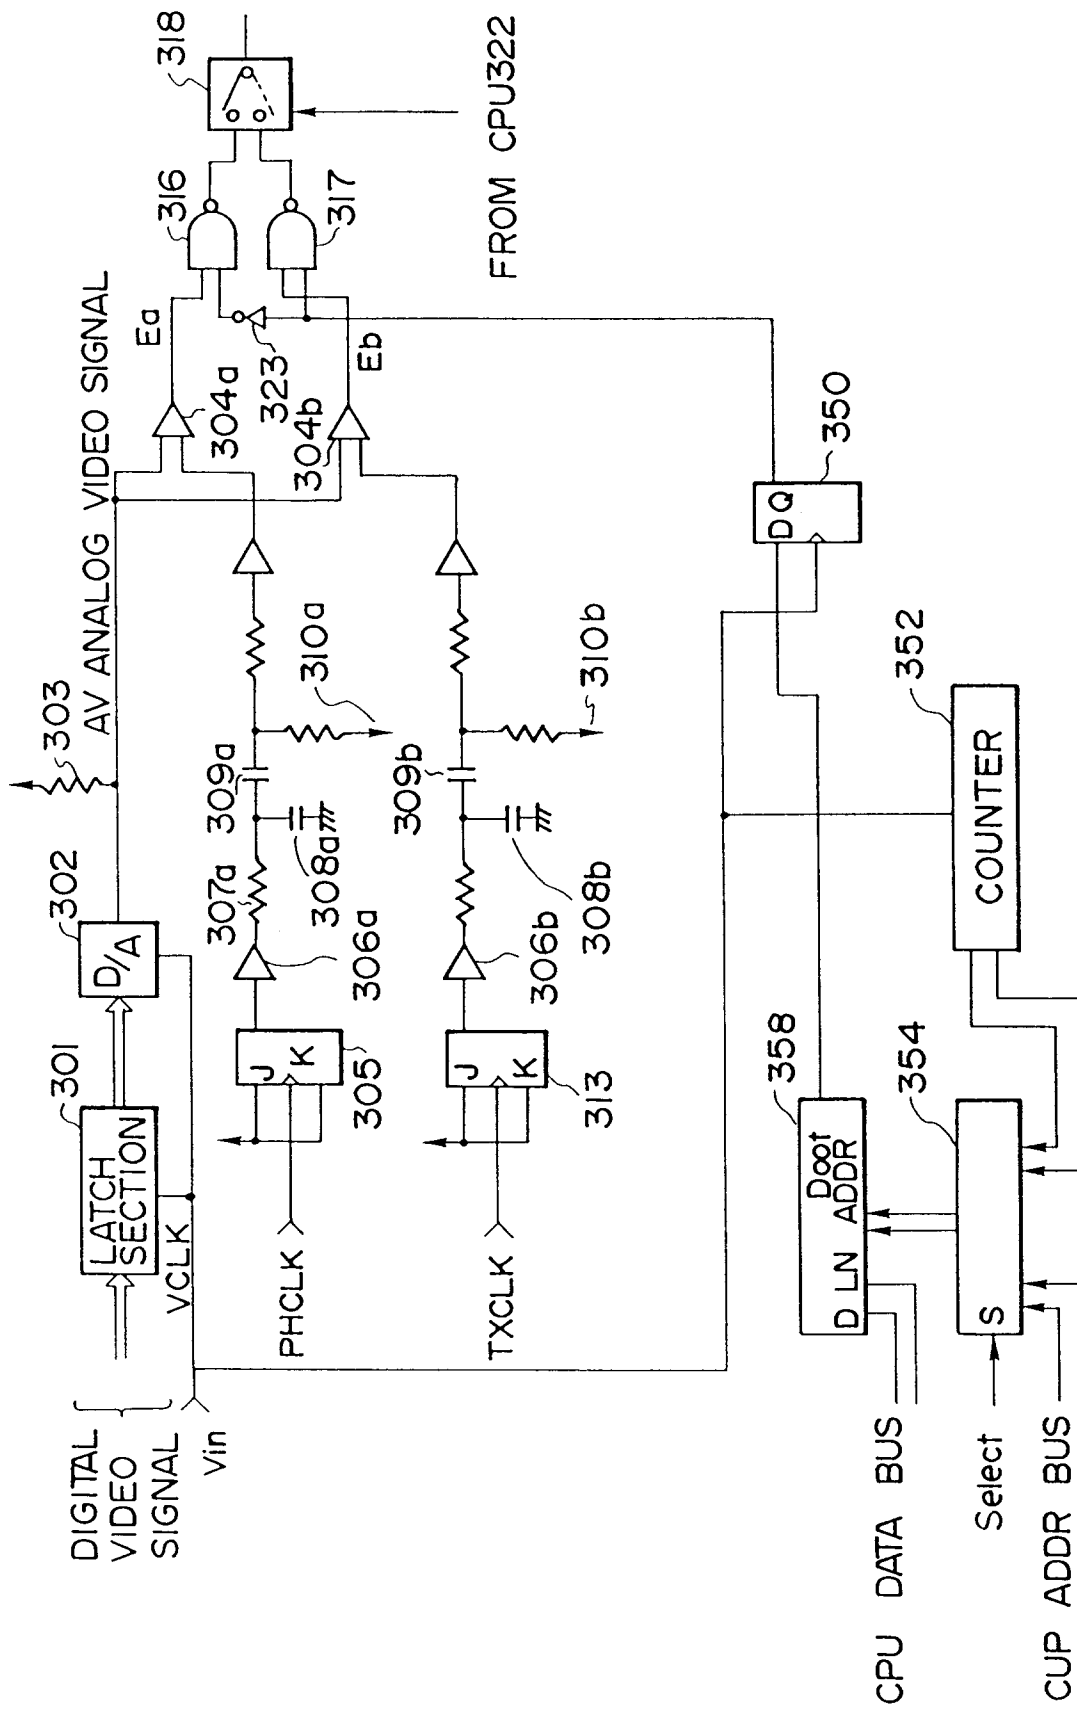 DIGITAL
VIDEO
SIGNAL
Vin
VCLK
LATCH
SECTION
301
D/A
302
303
AV ANALOG VIDEO SIGNAL
PHCLK
J
K
305
306a
307a
308a
309a
310a
304a
Ea
323
316
318
317
FROM CPU322
TXCLK
J
K
313
306b
308b
309b
310b
304b
Eb
D Q
350
358
Doot
D LN ADDR
CPU DATA BUS
354
S
Select
CUP ADDR BUS
352
COUNTER